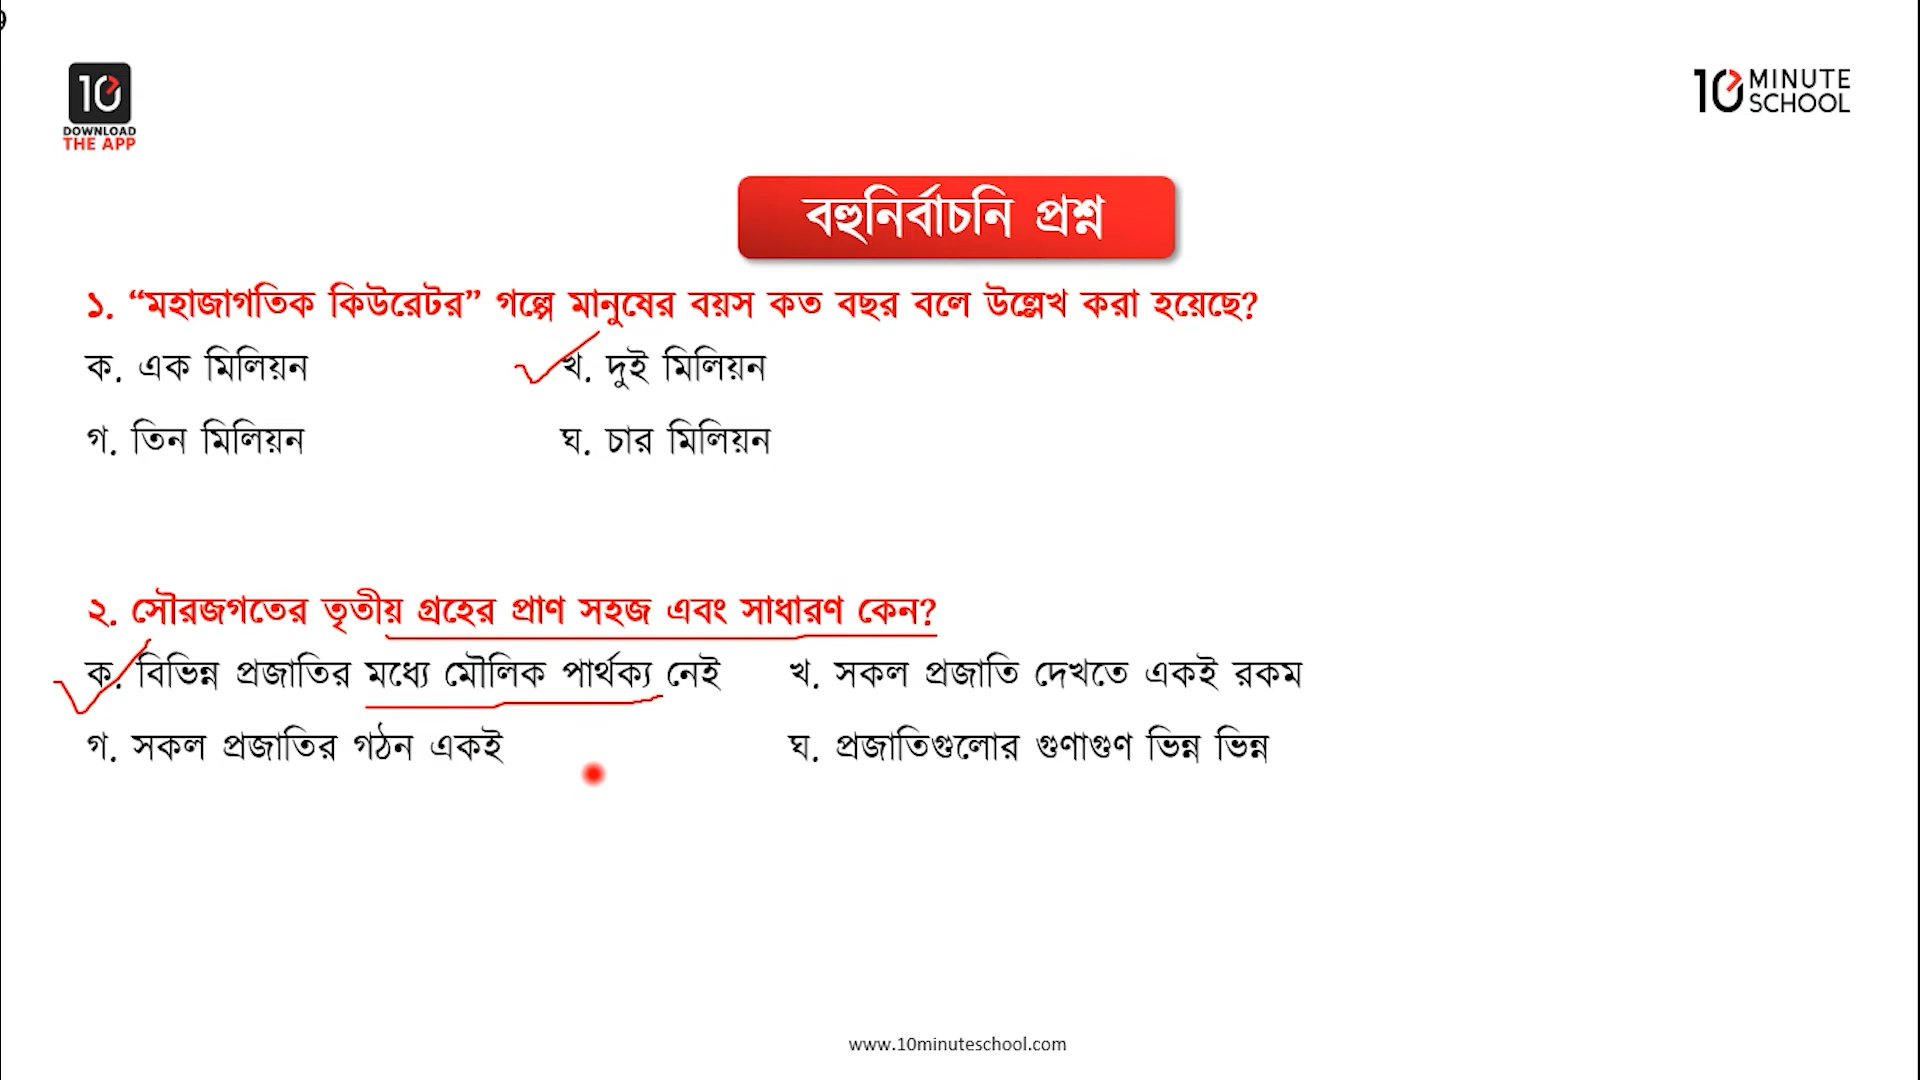 10
DOWNLOAD
THE APP
10 MINUTE
SCHOOL
বহুনির্বাচনি প্রশ্ন
১. “মহাজাগতিক কিউরেটর” গল্পে মানুষের বয়স কত বছর বলে উল্লেখ করা হয়েছে?
ক. এক মিলিয়ন খ. দুই মিলিয়ন
গ. তিন মিলিয়ন ঘ. চার মিলিয়ন
২. সৌরজগতের তৃতীয় গ্রহের প্রাণ সহজ এবং সাধারণ কেন?
ক. বিভিন্ন প্রজাতির মধ্যে মৌলিক পার্থক্য নেই খ. সকল প্রজাতি দেখতে একই রকম
গ. সকল প্রজাতির গঠন একই ঘ. প্রজাতিগুলোর গুণাগুণ ভিন্ন ভিন্ন
www.10minuteschool.com